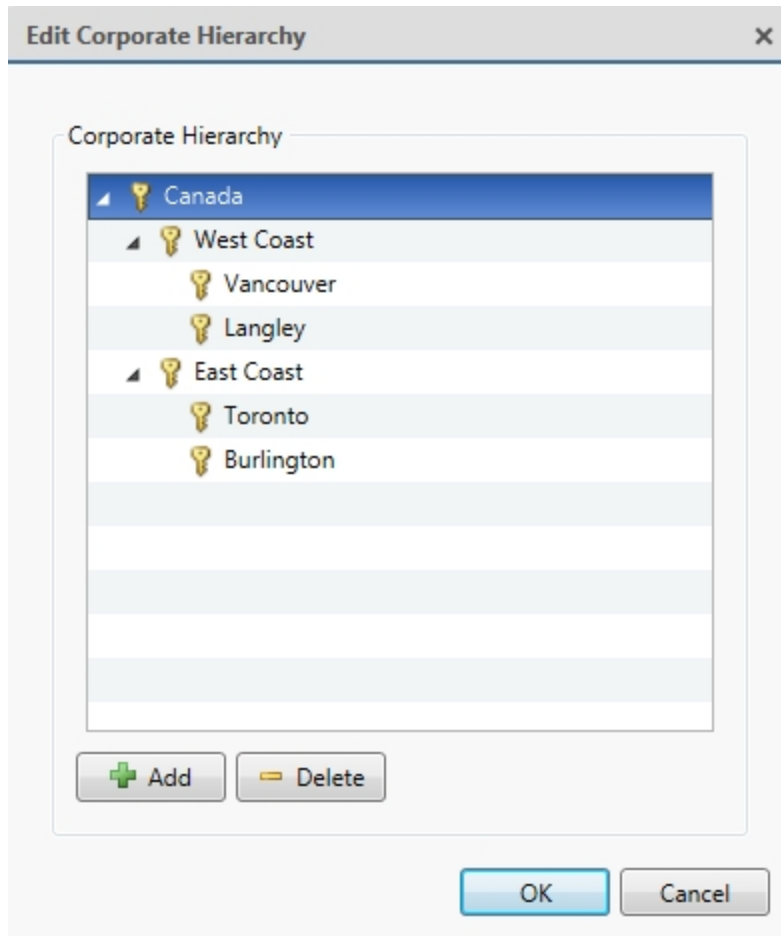 Edit Corporate Hierarchy
Corporate Hierarchy
Canada
West Coast
Vancouver
Langley
East Coast
Toronto
Burlington
Add Delete
OK Cancel